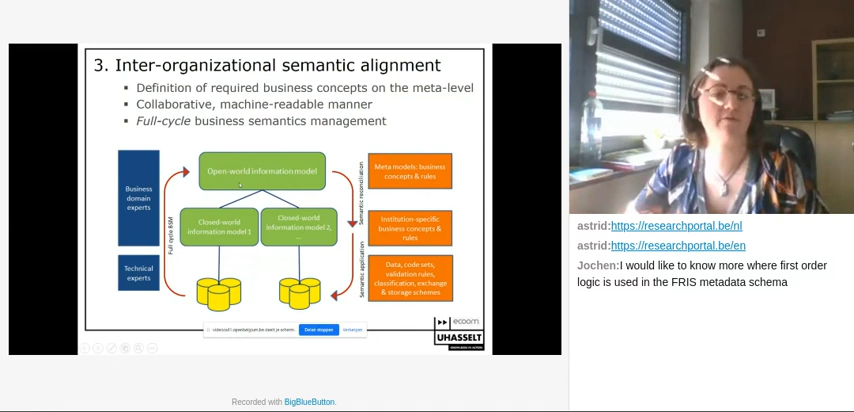 3. Inter-organizational semantic alignment
Definition of required business concepts on the meta-level
Collaborative, machine-readable manner
Full-cycle business semantics management
Business
domain
experts
Technical
experts
Full cycle BSM
Open-world information model
Closed-world
information model 1
Closed-world
information model 2,
...
Semantic reconciliation
Semantic application
Meta models: business
concepts & rules
Institution-specific
business concepts &
rules
Data, code sets,
validation rules,
classification, exchange
& storage schemes
ecoom
UHASSELT
astrid:https://researchportal.be/nl
astrid:https://researchportal.be/en
Jochen:I would like to know more where first order
logic is used in the FRIS metadata schema
Recorded with BigBlueButton.